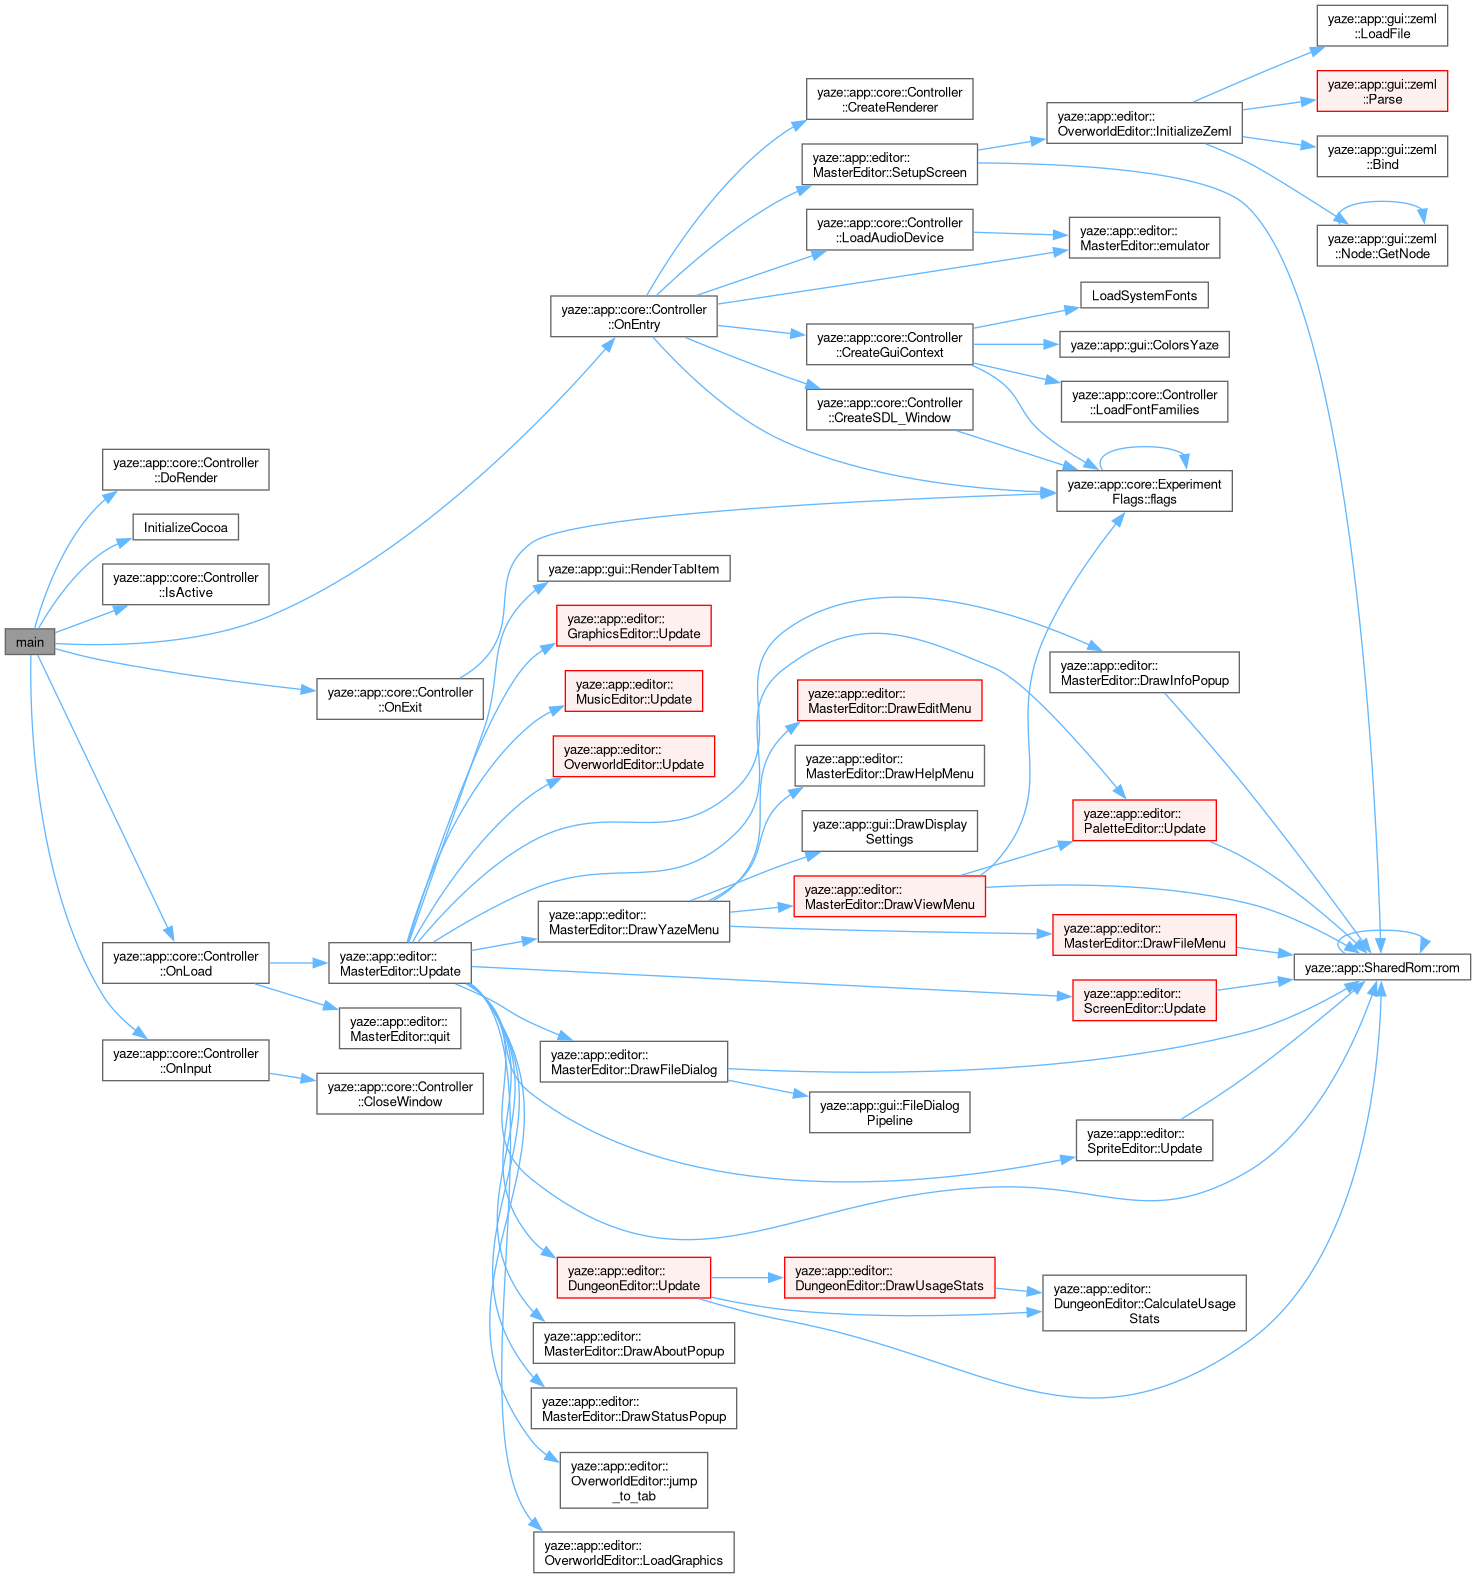 main
yaze::app::core::Controller
::DoRender
InitializeCocoa
yaze::app::core::Controller
::IsActive
yaze::app::core::Controller
::OnEntry
yaze::app::core::Controller
::OnExit
yaze::app::core::Controller
::OnLoad
yaze::app::core::Controller
::OnInput
yaze::app::core::Controller
::CreateRenderer
yaze::app::editor::
MasterEditor::SetupScreen
yaze::app::core::Controller
::LoadAudioDevice
yaze::app::core::Controller
::CreateGuiContext
yaze::app::core::Controller
::CreateSDL_Window
yaze::app::editor::
OverworldEditor::InitializeZeml
yaze::app::editor::
MasterEditor::emulator
LoadSystemFonts
yaze::app::gui::ColorsYaze
yaze::app::core::Controller
::LoadFontFamilies
yaze::app::core::Experiment
Flags::flags
yaze::app::gui::zeml
::LoadFile
yaze::app::gui::zeml
::Parse
yaze::app::gui::zeml
::Bind
yaze::app::gui::zeml
::Node::GetNode
yaze::app::editor::
MasterEditor::Update
yaze::app::editor::
MasterEditor::quit
yaze::app::core::Controller
::CloseWindow
yaze::app::gui::RenderTabItem
yaze::app::editor::
GraphicsEditor::Update
yaze::app::editor::
MusicEditor::Update
yaze::app::editor::
OverworldEditor::Update
yaze::app::editor::
MasterEditor::DrawYazeMenu
yaze::app::editor::
MasterEditor::DrawFileDialog
yaze::app::editor::
DungeonEditor::Update
yaze::app::editor::
MasterEditor::DrawAboutPopup
yaze::app::editor::
MasterEditor::DrawStatusPopup
yaze::app::editor::
OverworldEditor::jump
_to_tab
yaze::app::editor::
OverworldEditor::LoadGraphics
yaze::app::editor::
MasterEditor::DrawEditMenu
yaze::app::editor::
MasterEditor::DrawHelpMenu
yaze::app::gui::DrawDisplay
Settings
yaze::app::editor::
MasterEditor::DrawViewMenu
yaze::app::gui::FileDialog
Pipeline
yaze::app::editor::
DungeonEditor::DrawUsageStats
yaze::app::editor::
MasterEditor::DrawInfoPopup
yaze::app::editor::
PaletteEditor::Update
yaze::app::editor::
MasterEditor::DrawFileMenu
yaze::app::editor::
ScreenEditor::Update
yaze::app::editor::
SpriteEditor::Update
yaze::app::editor::
DungeonEditor::CalculateUsage
Stats
yaze::app::SharedRom::rom